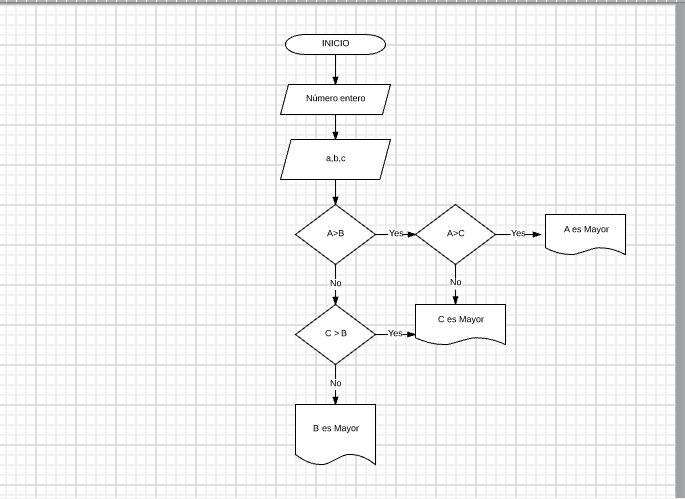 INICIO
Número entero
a,b,c
A>B
Yes
A>C
Yes
A es Mayor
No
No
C > B
Yes
C es Mayor
No
B es Mayor